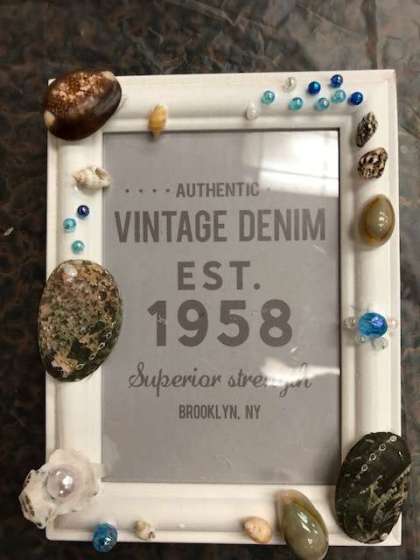 AUTHENTIC
VINTAGE DENIM
EST.
1958
Superior strength
BROOKLYN, NY